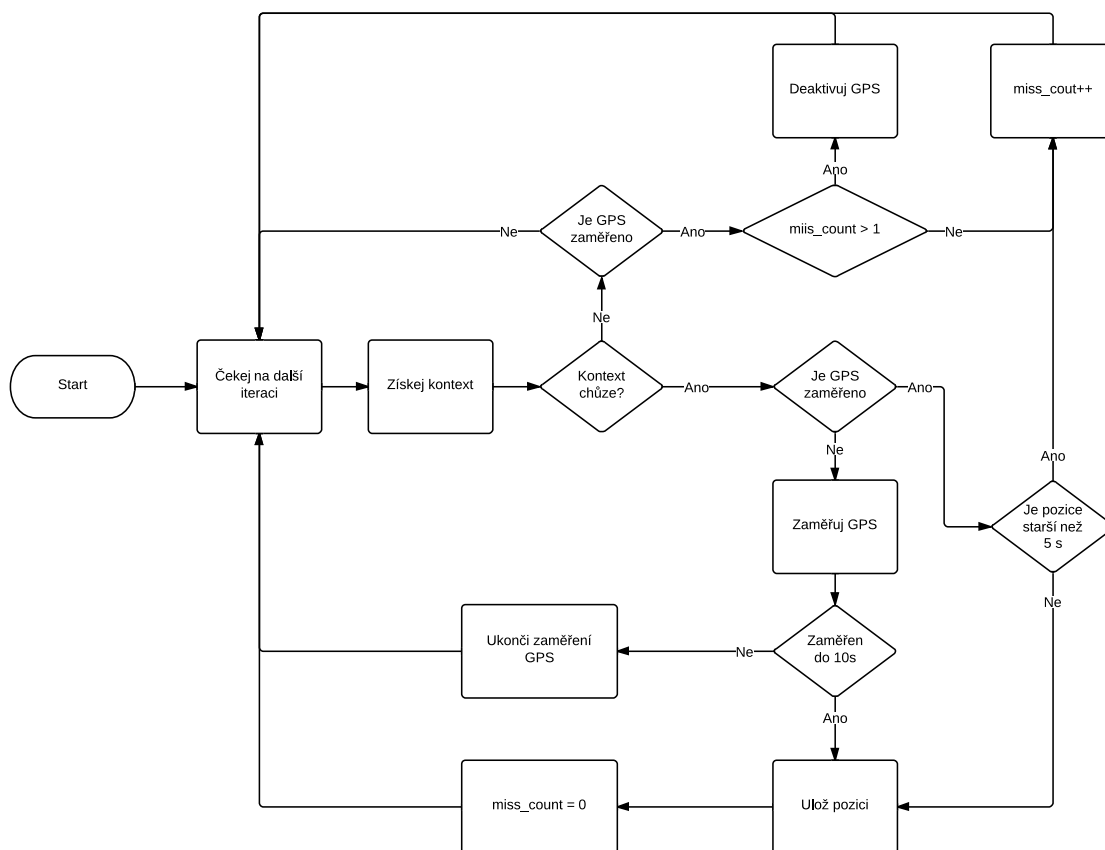 Deaktivuj GPS
miss_cout++
Ano
Je GPS
zaměřeno
Ne
Ano
miis_count > 1
Ne
Ne
Start
Čekej na další
iteraci
Získej kontext
Kontext
chůze?
Ano
Je GPS
zaměřeno
Ano
Ne
Ano
Zaměřuj GPS
Je pozice
starší než
5 s
Ne
Ukonči zaměření
GPS
Ne
Zaměřen
do 10s
Ano
miss_count = 0
Ulož pozici